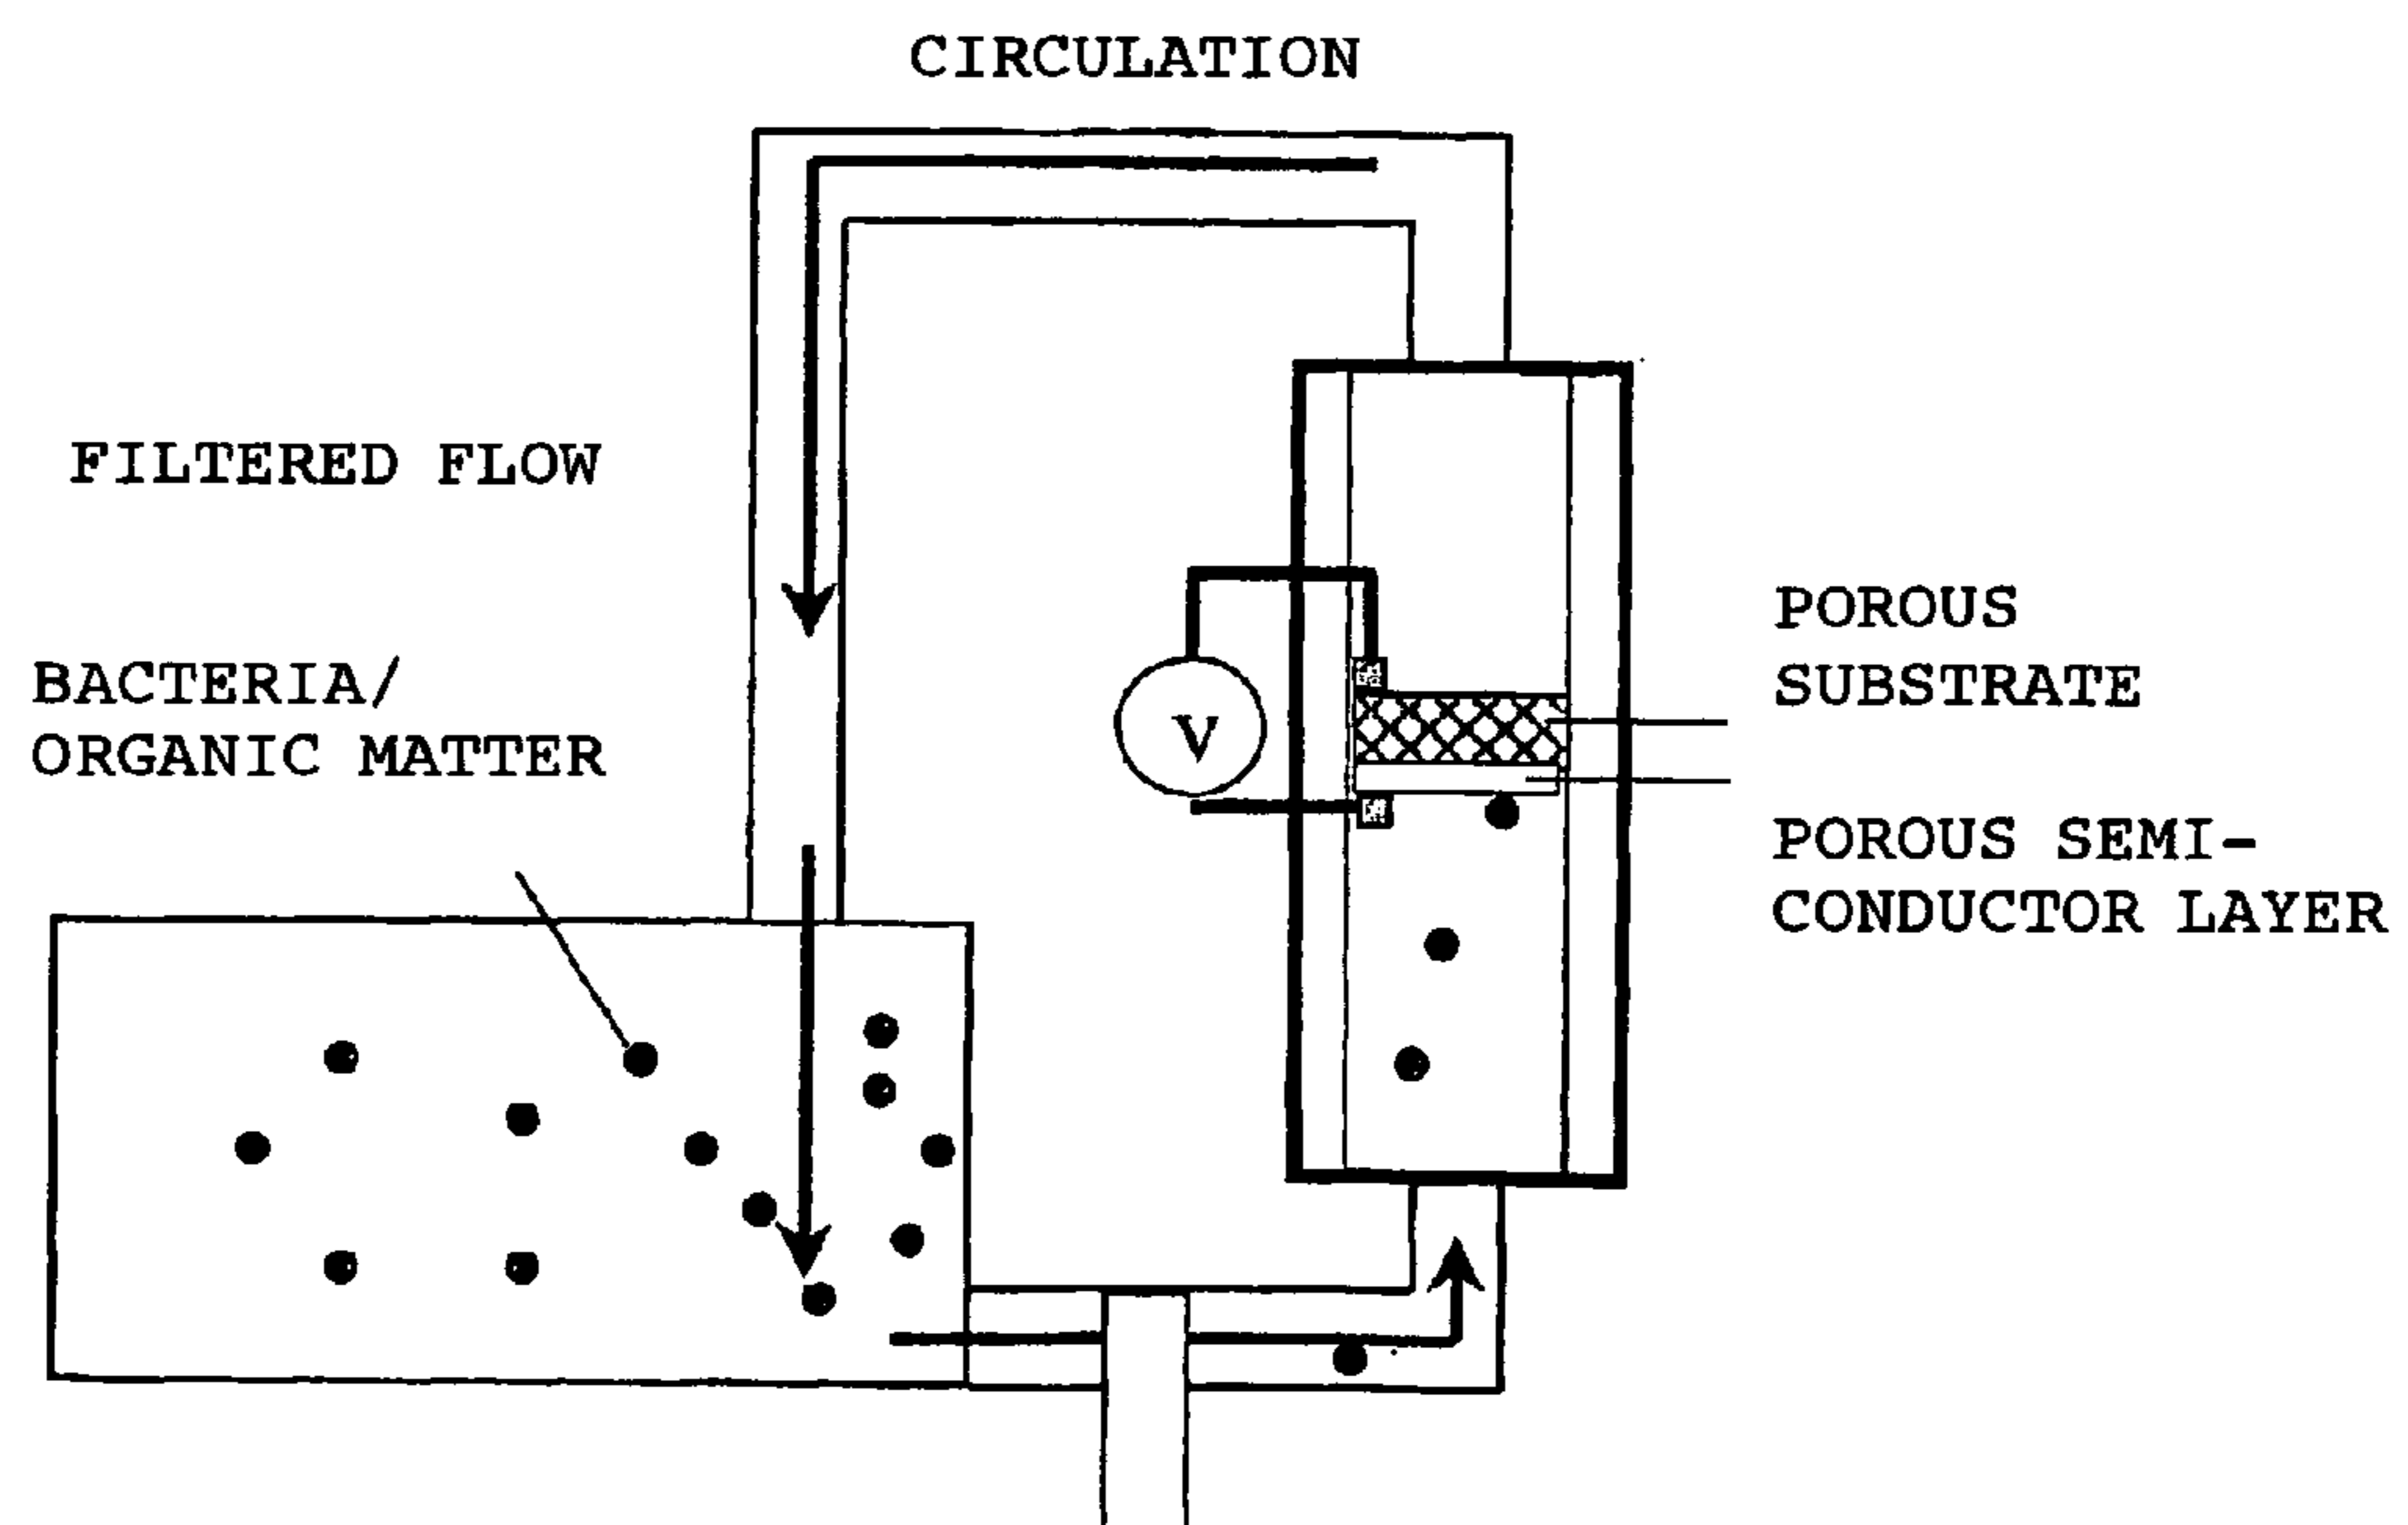 CIRCULATION
FILTERED FLOW
BACTERIA/
ORGANIC MATTER
V
POROUS
SUBSTRATE
POROUS SEMI-
CONDUCTOR LAYER